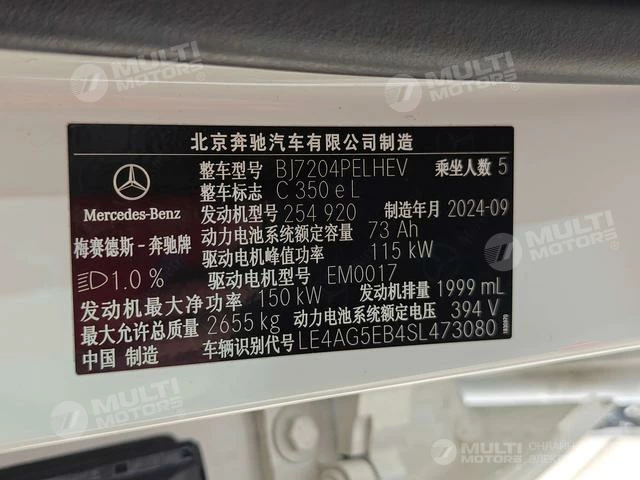 MULTI MOTORS
MULTI MOTORS
北京奔驰汽车有限公司制造
整车型号 BJ7204PELHEV 乘坐人数 5
整车标志 C 350 e L
Mercedes-Benz
发动机型号 254 920 制造年月 2024-09
梅赛德斯-奔驰牌
动力电池系统额定容量 73 Ah
驱动电机峰值功率 115 kW
1.0 %
驱动电机型号 EM0017
发动机最大净功率 150 kW 发动机排量 1999 mL
最大允许总质量 2655 kg 动力电池系统额定电压 394 V
中国 制造 车辆识别代号 LE4AG5EB4SL473080
MULTI MOTORS
MULTI MOTORS
MULTI MOTORS